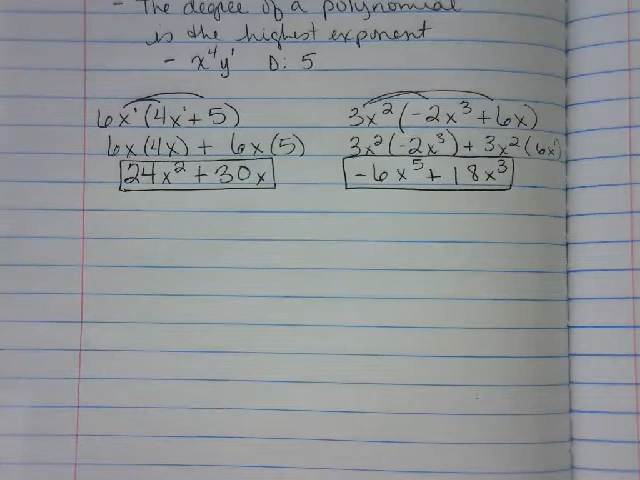 - The degree of a polynomial
is the highest exponent
- x⁴y¹ D: 5
6x¹(4x¹+5)
6x(4x) + 6x(5)
24x² + 30x
3x²(-2x³+6x)
3x²(-2x³)+3x²(6x)
-6x⁵+18x³